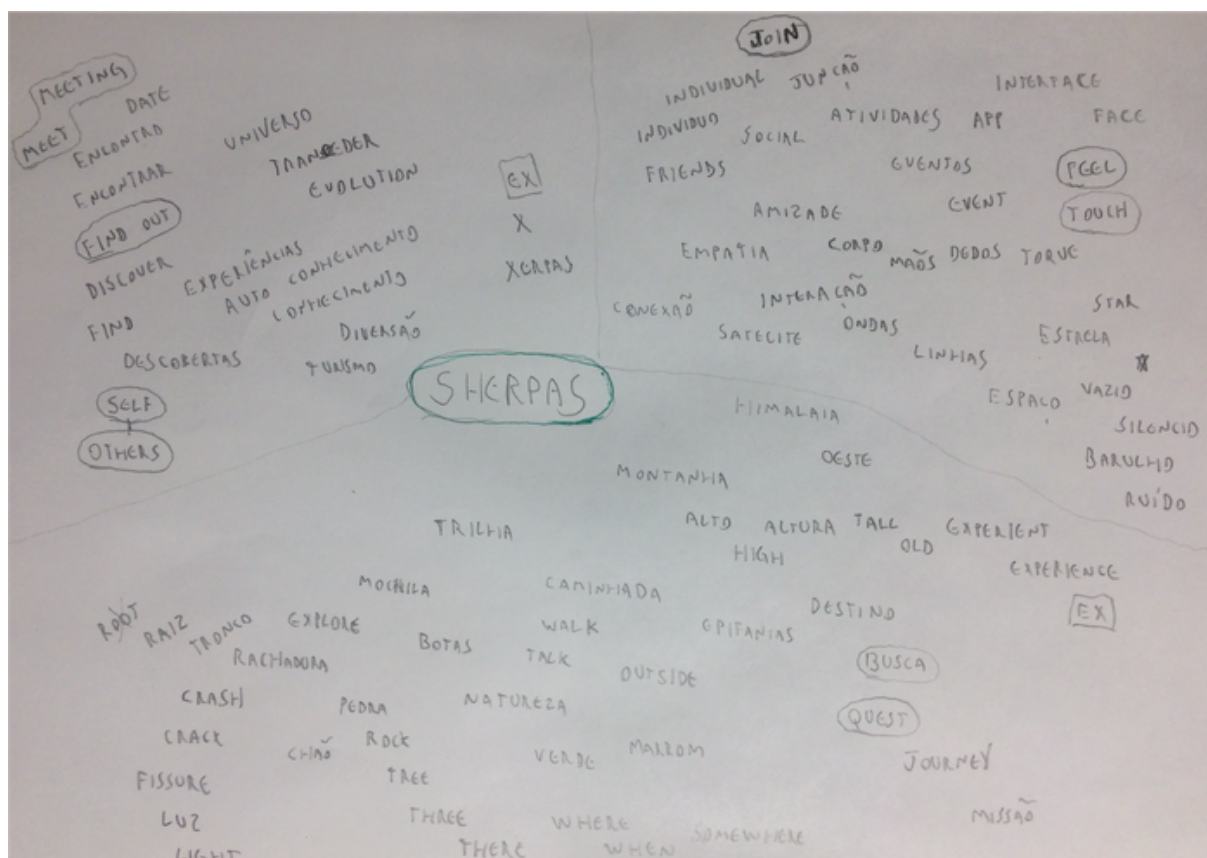 MEETING
MEET
DATE
ENCONTRO
ENCONTRAR
FIND OUT
DISCOVER
FIND
DESCOBERTAS
SELF
OTHERS
UNIVERSO
EVOLUTION
EXPERIÊNCIAS
AUTO CONHECIMENTO
CONHECIMENTO
DIVERSÃO
TURISMO
EX
X
XERPAS
SHERPAS
JOIN
INDIVIDUAL JUNÇÃO
INTERFACE
INDIVIDUO SOCIAL ATIVIDADES APP FACE
FRIENDS EVENTOS FEEL
AMIZADE EVENT TOUCH
EMPATIA CORPO MAÕS DEDOS TOQUE
CONEXÃO INTERAÇÃO STAR
SATELITE ONDAS LINHAS ESTRELA
ESPAÇO VAZIO
SILENCIO
BARULHO
RUÍDO
HIMALAIA
OESTE
MONTANHA
TRILHA
ALTO ALTURA TALL EXPERIENT
HIGH OLD
EXPERIENCE
EX
MOCHILA CAMINHADA DESTINO
ROOT RAIZ TRONCO EXPLORE BOTAS WALK EPIFANIAS
RACHADURA TALK OUTSIDE BUSCA
CRASH PEDRA NATUREZA QUEST
CRACK CHÃO ROCK VERDE MARROM JOURNEY
FISSURE TREE
LUZ THREE WHERE SOMEWHERE MISSÃO
LIGHT THERE WHEN